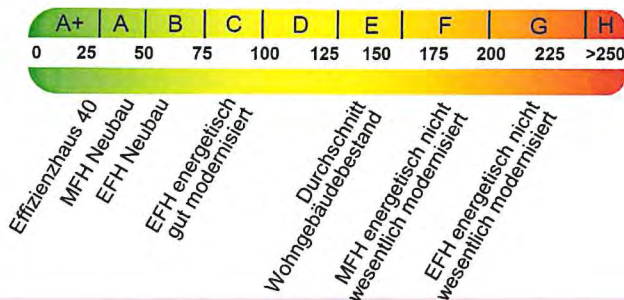 A+ A B C D E F G H
0 25 50 75 100 125 150 175 200 225 >250
Effizienzhaus 40
MFH Neubau
EFH Neubau
EFH energetisch
gut modernisiert
Durchschnitt
Wohngebäudebestand
MFH energetisch nicht
wesentlich modernisiert
EFH energetisch nicht
wesentlich modernisiert